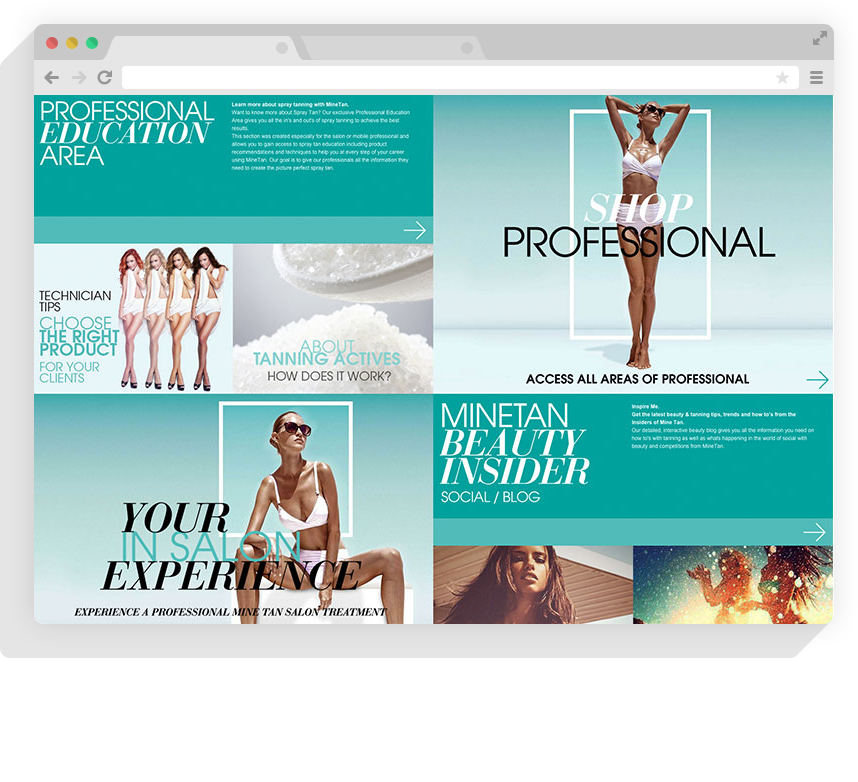 PROFESSIONAL
EDUCATION
AREA
Learn more about spray tanning with MineTan.
Want to know more about Spray Tan? Our exclusive Professional Education
Area gives you all the in's and out's of spray tanning to achieve the best
results.
This section was created especially for the salon or mobile professional and
allows you to gain access to spray tan education including product
recommendations and techniques to help you at every step of your career
using MineTan. Our goal is to give our professionals all the information they
need to create the picture perfect spray tan.
SHOP
PROFESSIONAL
ACCESS ALL AREAS OF PROFESSIONAL
TECHNICIAN
TIPS
CHOOSE
THE RIGHT
PRODUCT
FOR YOUR
CLIENTS
ABOUT
TANNING ACTIVES
HOW DOES IT WORK?
YOUR
IN SALON
EXPERIENCE
EXPERIENCE A PROFESSIONAL MINE TAN SALON TREATMENT
MINETAN
BEAUTY
INSIDER
SOCIAL / BLOG
Inspire Me.
Get the latest beauty & tanning tips, trends and how to's from the
Insiders of Mine Tan.
Our detailed, interactive beauty blog gives you all the information you need on
how to's with tanning as well as whats happening in the world of social with
beauty and competitions from MineTan.